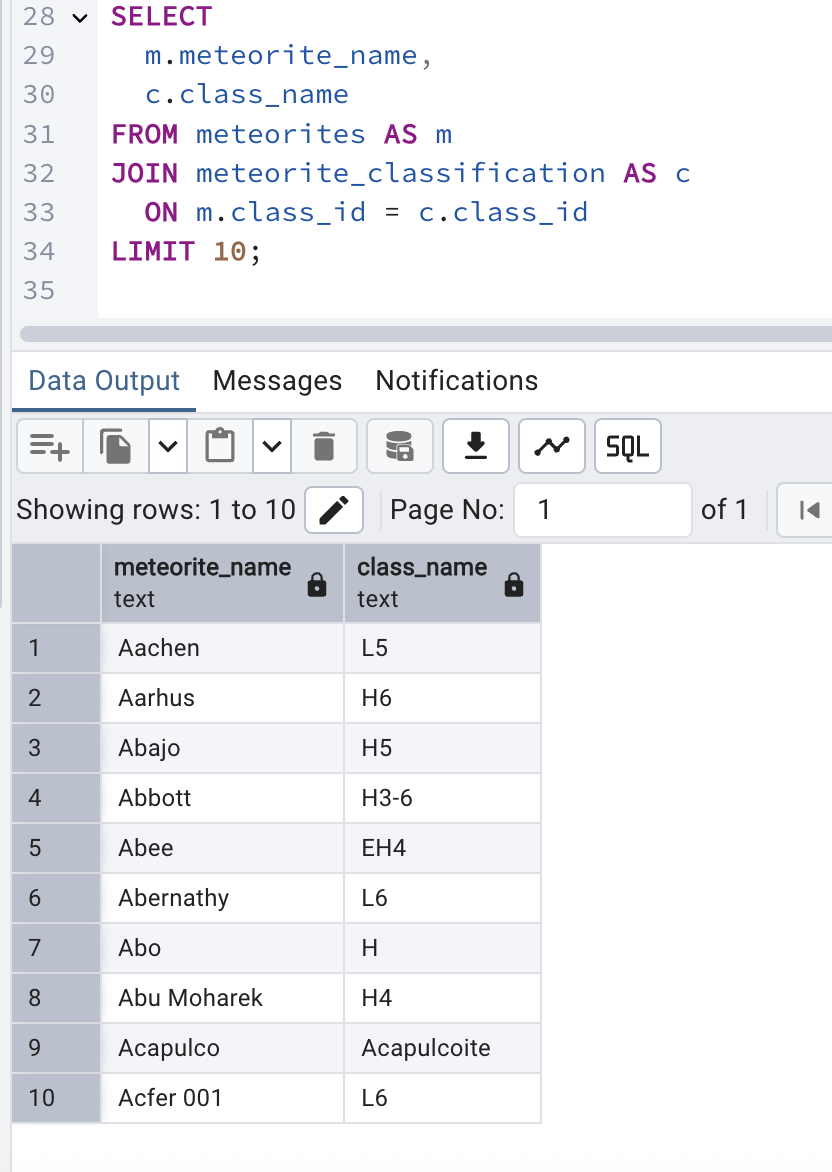 28 SELECT
29 m.meteorite_name,
30 c.class_name
31 FROM meteorites AS m
32 JOIN meteorite_classification AS c
33 ON m.class_id = c.class_id
34 LIMIT 10;
35
Data Output Messages Notifications
SQL
Showing rows: 1 to 10 Page No: 1 of 1
meteorite_name class_name
text text
1 Aachen L5
2 Aarhus H6
3 Abajo H5
4 Abbott H3-6
5 Abee EH4
6 Abernathy L6
7 Abo H
8 Abu Moharek H4
9 Acapulco Acapulcoite
10 Acfer 001 L6